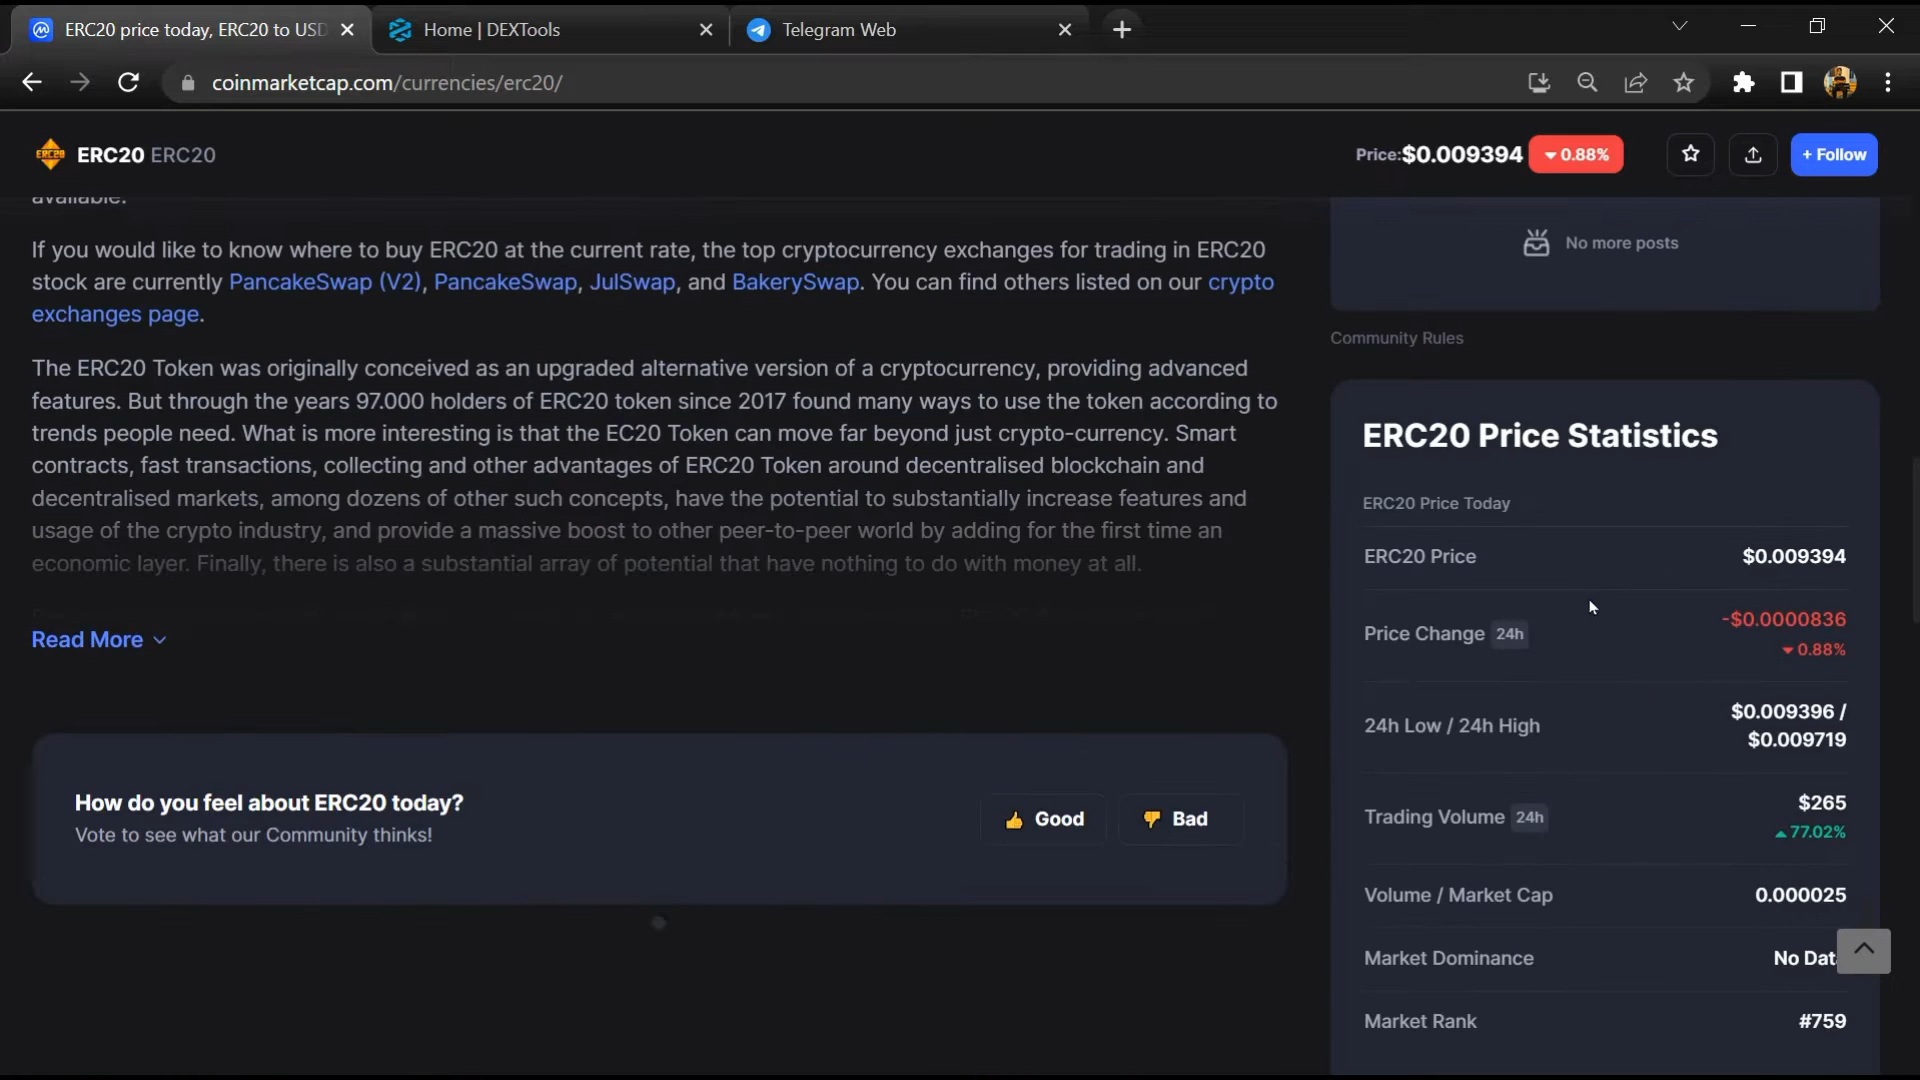 ERC20 price today, ERC20 to USD
Home | DEXTools
Telegram Web
coinmarketcap.com/currencies/erc20/
ERC20 ERC20
Price:$0.009394 0.88%
+ Follow
available.
If you would like to know where to buy ERC20 at the current rate, the top cryptocurrency exchanges for trading in ERC20
stock are currently PancakeSwap (V2), PancakeSwap, JulSwap, and BakerySwap. You can find others listed on our crypto
exchanges page.
The ERC20 Token was originally conceived as an upgraded alternative version of a cryptocurrency, providing advanced
features. But through the years 97.000 holders of ERC20 token since 2017 found many ways to use the token according to
trends people need. What is more interesting is that the EC20 Token can move far beyond just crypto-currency. Smart
contracts, fast transactions, collecting and other advantages of ERC20 Token around decentralised blockchain and
decentralised markets, among dozens of other such concepts, have the potential to substantially increase features and
usage of the crypto industry, and provide a massive boost to other peer-to-peer world by adding for the first time an
economic layer. Finally, there is also a substantial array of potential that have nothing to do with money at all.
Read More
How do you feel about ERC20 today?
Vote to see what our Community thinks!
Good
Bad
No more posts
Community Rules
ERC20 Price Statistics
ERC20 Price Today
ERC20 Price $0.009394
Price Change 24h -$0.0000836
0.88%
24h Low / 24h High $0.009396 /
$0.009719
Trading Volume 24h $265
77.02%
Volume / Market Cap 0.000025
Market Dominance No Dat
Market Rank #759